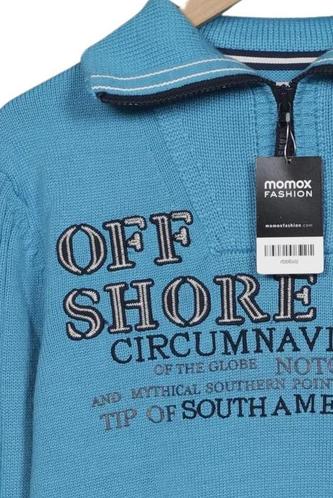 momox
FASHION
momoxfashion.com
OFF
SHORE
CIRCUMNAVI
OF THE GLOBE NOTO
AND MYTHICAL SOUTHERN POINT
TIP OF SOUTH AME